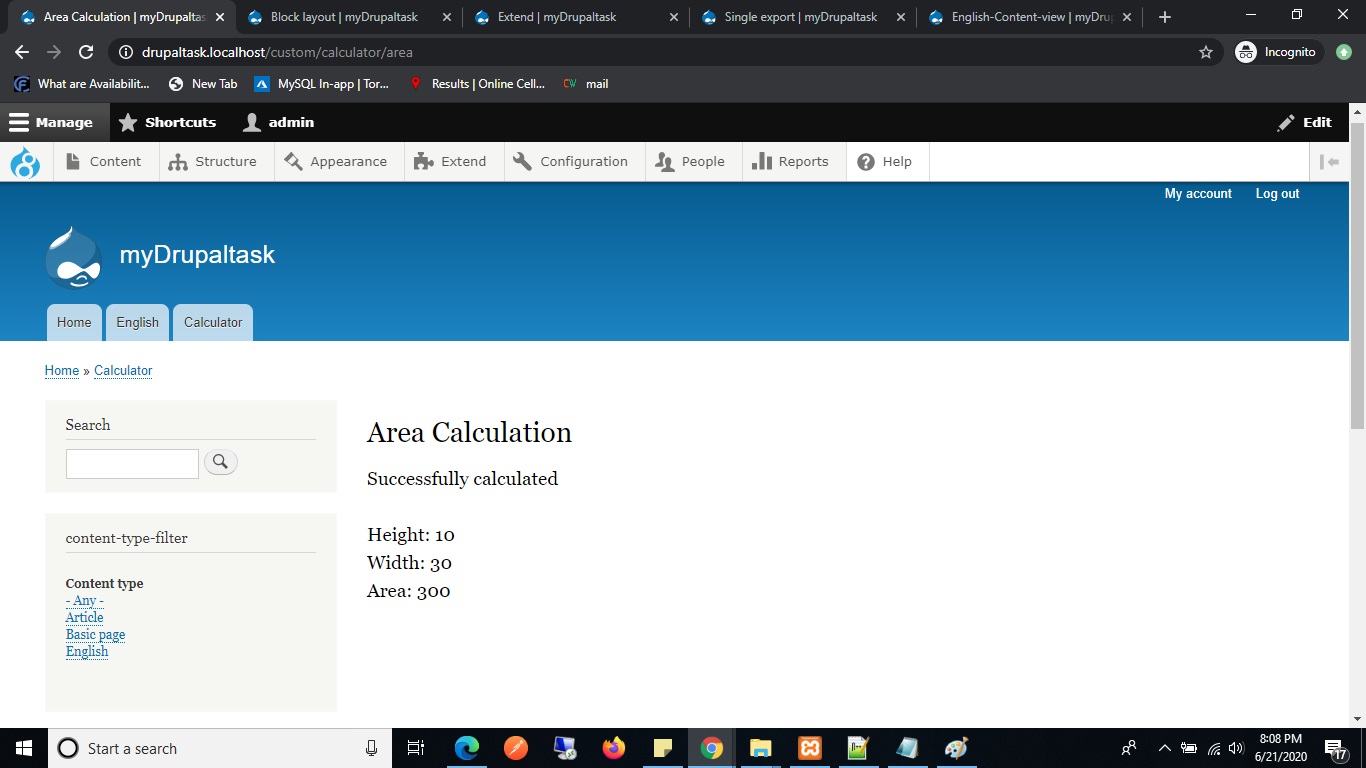 Area Calculation | myDrupaltas
Block layout | myDrupaltask
Extend | myDrupaltask
Single export | myDrupaltask
English-Content-view | myDrup
drupaltask.localhost/custom/calculator/area
Incognito
What are Availabilit...
New Tab
MySQL In-app | Tor...
Results | Online Cell...
CW
mail
Manage
Shortcuts
admin
Edit
Content
Structure
Appearance
Extend
Configuration
People
Reports
Help
My account
Log out
myDrupaltask
Home
English
Calculator
Home » Calculator
Search
Area Calculation
Successfully calculated
Height: 10
Width: 30
Area: 300
content-type-filter
Content type
- Any -
Article
Basic page
English
Start a search
8:08 PM
6/21/2020
17